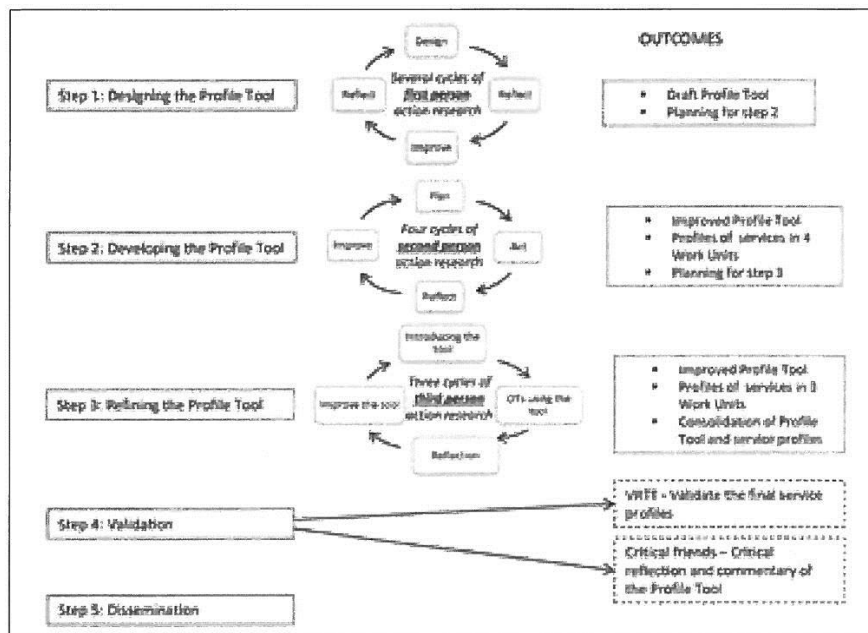 OUTCOMES
Step 1: Designing the Profile Tool
Design
Reflect
Several cycles of
first person
action research
Reflect
Improve
Draft Profile Tool
Planning for step 2
Step 2: Developing the Profile Tool
Plan
Improve
Four cycles of
second person
action research
Act
Reflect
Improved Profile Tool
Profiles of services in 4
Work Units
Planning for step 3
Step 3: Refining the Profile Tool
Introducing the
tool
Improve the tool
Three cycles of
third person
action research
OTs using the
tool
Reflection
Improved Profile Tool
Profiles of services in 3
Work Units
Consolidation of Profile
Tool and service profiles
Step 4: Validation
- Validate the final service
profiles
Critical friends – Critical
reflection and commentary of
the Profile Tool
Step 5: Dissemination